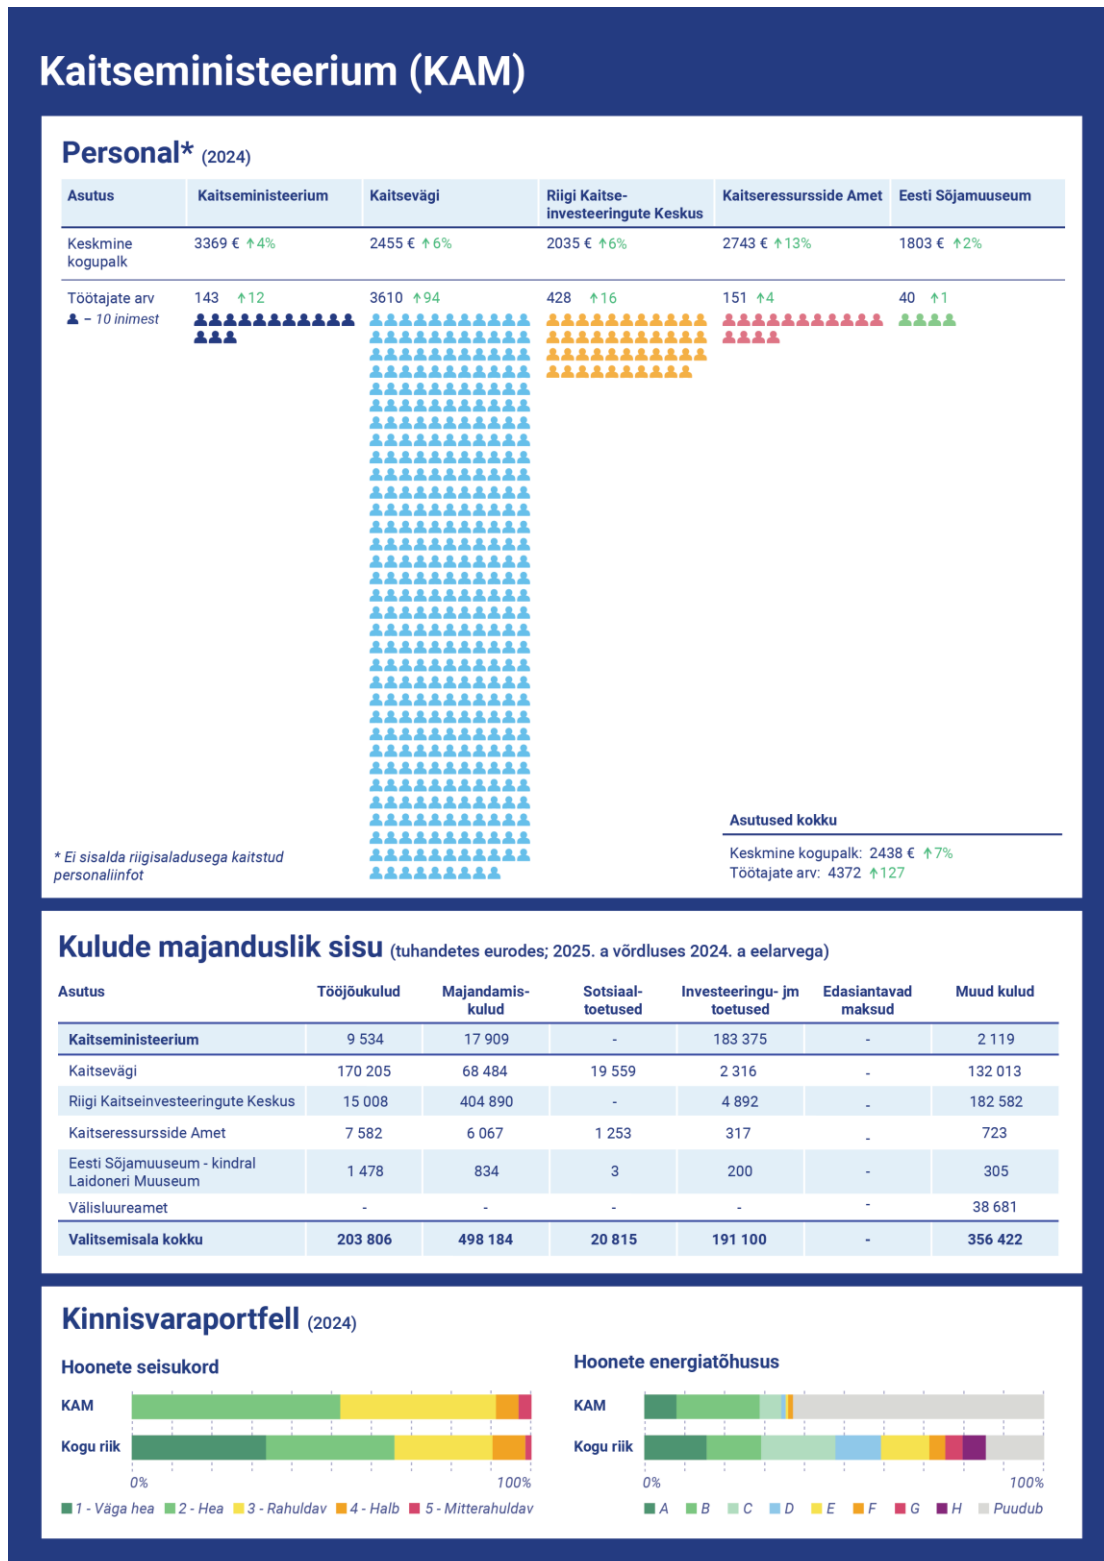 Kaitseministeerium (KAM)
Personal* (2024)
Asutus Kaitseministeerium Kaitsevägi Riigi Kaitse- Kaitseressursside Amet Eesti Sõjamuuseum
investeeringute Keskus
Keskmine 3369 € ↑4% 2455 € ↑6% 2035 € ↑6% 2743 € ↑13% 1803 € ↑2%
kogupalk
Töötajate arv 143 ↑12 3610 ↑94 428 ↑16 151 ↑4 40 ↑1
– 10 inimest
Asutused kokku
Keskmine kogupalk: 2438 € ↑7%
Töötajate arv: 4372 ↑127
* Ei sisalda riigisaladusega kaitstud
personaliinfot
Kulude majanduslik sisu (tuhandetes eurodes; 2025. a võrdluses 2024. a eelarvega)
Asutus Tööjõukulud Majandamis- Sotsiaal- Investeeringu- jm Edasiantavad Muud kulud
kulud toetused toetused maksud
Kaitseministeerium 9 534 17 909 - 183 375 - 2 119
Kaitsevägi 170 205 68 484 19 559 2 316 - 132 013
Riigi Kaitseinvesteeringute Keskus 15 008 404 890 - 4 892 - 182 582
Kaitseressursside Amet 7 582 6 067 1 253 317 - 723
Eesti Sõjamuuseum - kindral 1 478 834 3 200 - 305
Laidoneri Muuseum
Välisluureamet - - - - - 38 681
Valitsemisala kokku 203 806 498 184 20 815 191 100 - 356 422
Kinnisvaraportfell (2024)
Hoonete seisukord
KAM
Kogu riik
0% 100%
1 - Väga hea 2 - Hea 3 - Rahuldav 4 - Halb 5 - Mitterahuldav
Hoonete energiatõhusus
KAM
Kogu riik
0% 100%
A B C D E F G H Puudub